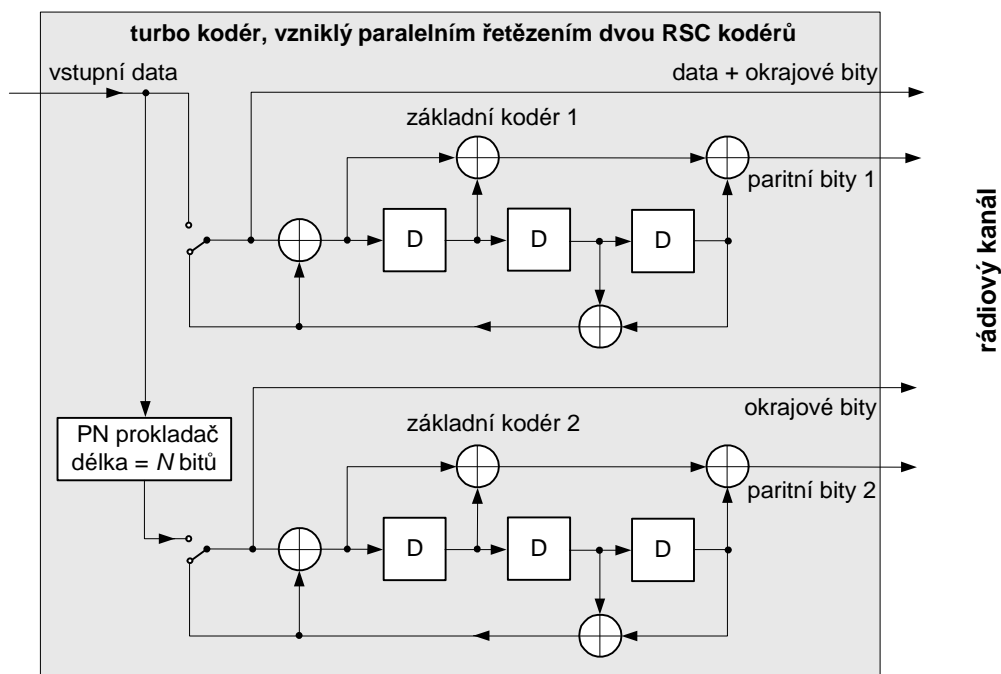 turbo kodér, vzniklý paralelním řetězením dvou RSC kodérů
vstupní data
data + okrajové bity
základní kodér 1
paritní bity 1
D
D
D
rádiový kanál
okrajové bity
PN prokladač
délka = N bitů
základní kodér 2
paritní bity 2
D
D
D